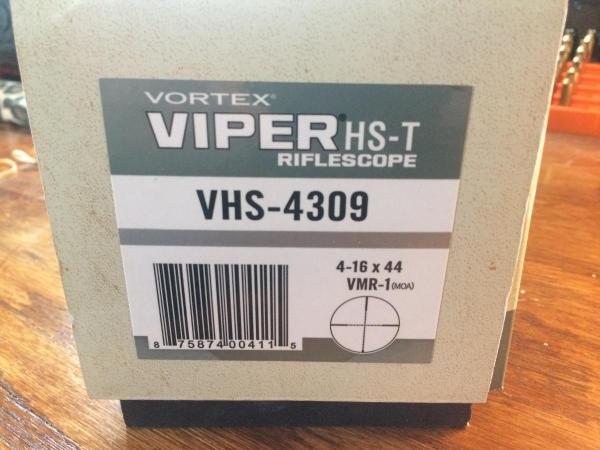 VORTEX®
VIPER® HS-T
RIFLESCOPE
VHS-4309
4-16 x 44
VMR-1 (MOA)
8 75874 00411 5